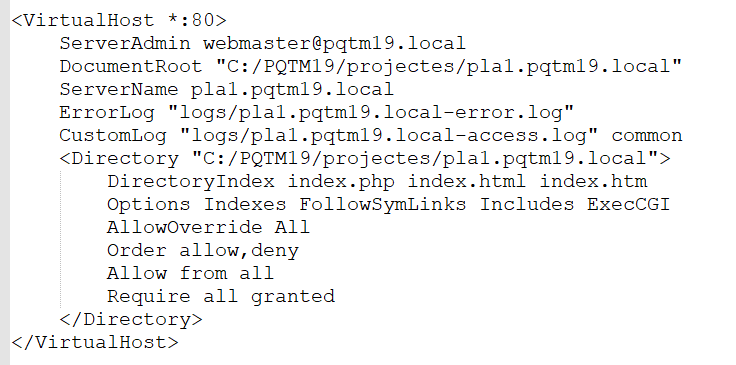 <VirtualHost *:80>
    ServerAdmin webmaster@pqtm19.local
    DocumentRoot "C:/PQTM19/projectes/pla1.pqtm19.local"
    ServerName pla1.pqtm19.local
    ErrorLog "logs/pla1.pqtm19.local-error.log"
    CustomLog "logs/pla1.pqtm19.local-access.log" common
    <Directory "C:/PQTM19/projectes/pla1.pqtm19.local">
        DirectoryIndex index.php index.html index.htm
        Options Indexes FollowSymLinks Includes ExecCGI
        AllowOverride All
        Order allow,deny
        Allow from all
        Require all granted
    </Directory>
</VirtualHost>